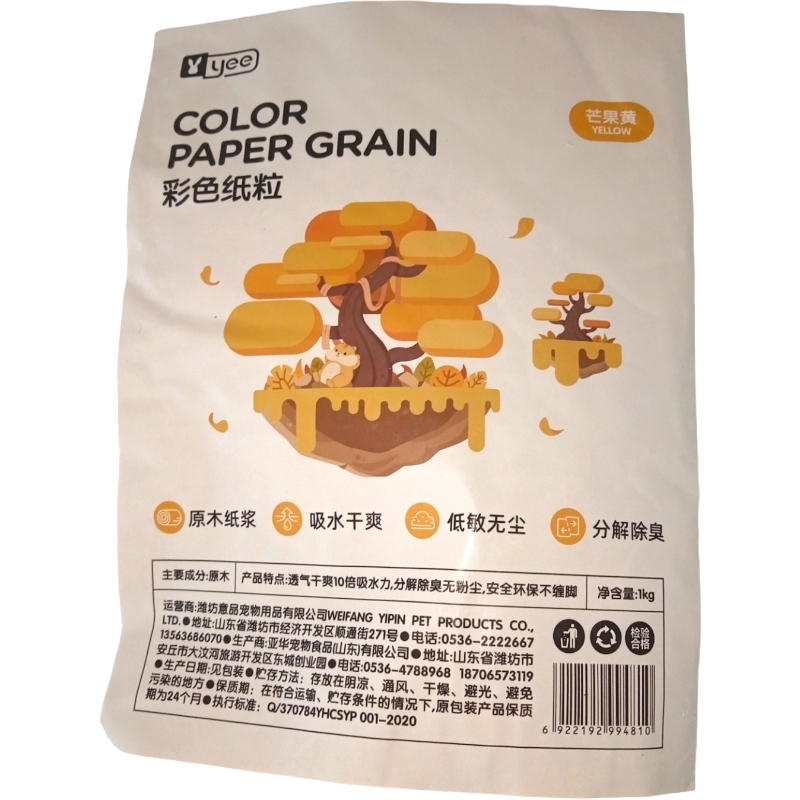 yee
COLOR
PAPER GRAIN
彩色纸粒
芒果黄
YELLOW
原木纸浆
吸水干爽
低敏无尘
分解除臭
主要成分:原木
产品特点:透气干爽10倍吸水力,分解除臭无粉尘,安全环保不缠脚
净含量:1kg
运营商:潍坊意品宠物用品有限公司WEIFANG YIPIN PET PRODUCTS CO.,
LTD.●地址:山东省潍坊市经济开发区顺通街271号●电话:0536-2222667
13563686070●生产商:亚华宠物食品(山东)有限公司●地址:山东省潍坊市
安丘市大汶河旅游开发区东城创业园●电话:0536-4788968 18706573119
●生产日期:见包装●贮存方法:存放在阴凉、通风、干燥、避光、避免
污染的地方●保质期:在符合运输、贮存条件的情况下,原包装产品保质
期为24个月●执行标准:Q/370784YHCSYP 001-2020
检验
合格
6 922192 994810